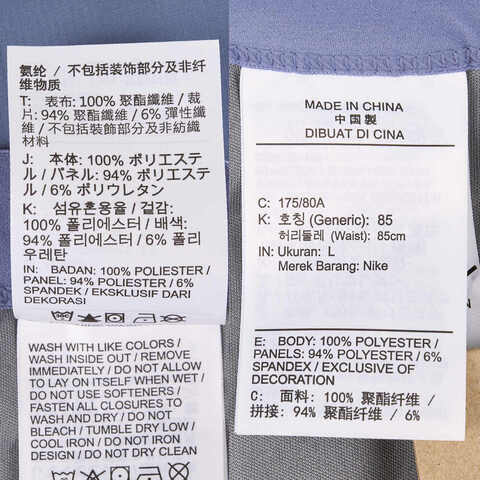 氨纶 / 不包括装饰部分及非纤
维物质
T: 表布: 100% 聚酯纖維 / 裁
片: 94% 聚酯纖維 / 6% 彈性纖
維 / 不包括裝飾部分及非紡織
材料
J: 本体: 100% ポリエステ
ル / パネル: 94% ポリエステル
/ 6% ポリウレタン
K: 섬유혼용율 / 겉감:
100% 폴리에스터 / 배색:
94% 폴리에스터 / 6% 폴리
우레탄
IN: BADAN: 100% POLIESTER /
PANEL: 94% POLIESTER / 6%
SPANDEX / EKSKLUSIF DARI
DEKORASI
WASH WITH LIKE COLORS /
WASH INSIDE OUT / REMOVE
IMMEDIATELY / DO NOT ALLOW
TO LAY ON ITSELF WHEN WET /
DO NOT USE SOFTENERS /
FASTEN ALL CLOSURES TO
WASH AND DRY / DO NOT
BLEACH / TUMBLE DRY LOW /
COOL IRON / DO NOT IRON
DESIGN / DO NOT DRY CLEAN
MADE IN CHINA
中 国 製
DIBUAT DI CINA
C: 175/80A
K: 호칭 (Generic): 85
허리둘레 (Waist): 85cm
IN: Ukuran: L
Merek Barang: Nike
E: BODY: 100% POLYESTER /
PANELS: 94% POLYESTER / 6%
SPANDEX / EXCLUSIVE OF
DECORATION
C: 面料: 100% 聚酯纤维 /
拼接: 94% 聚酯纤维 / 6%